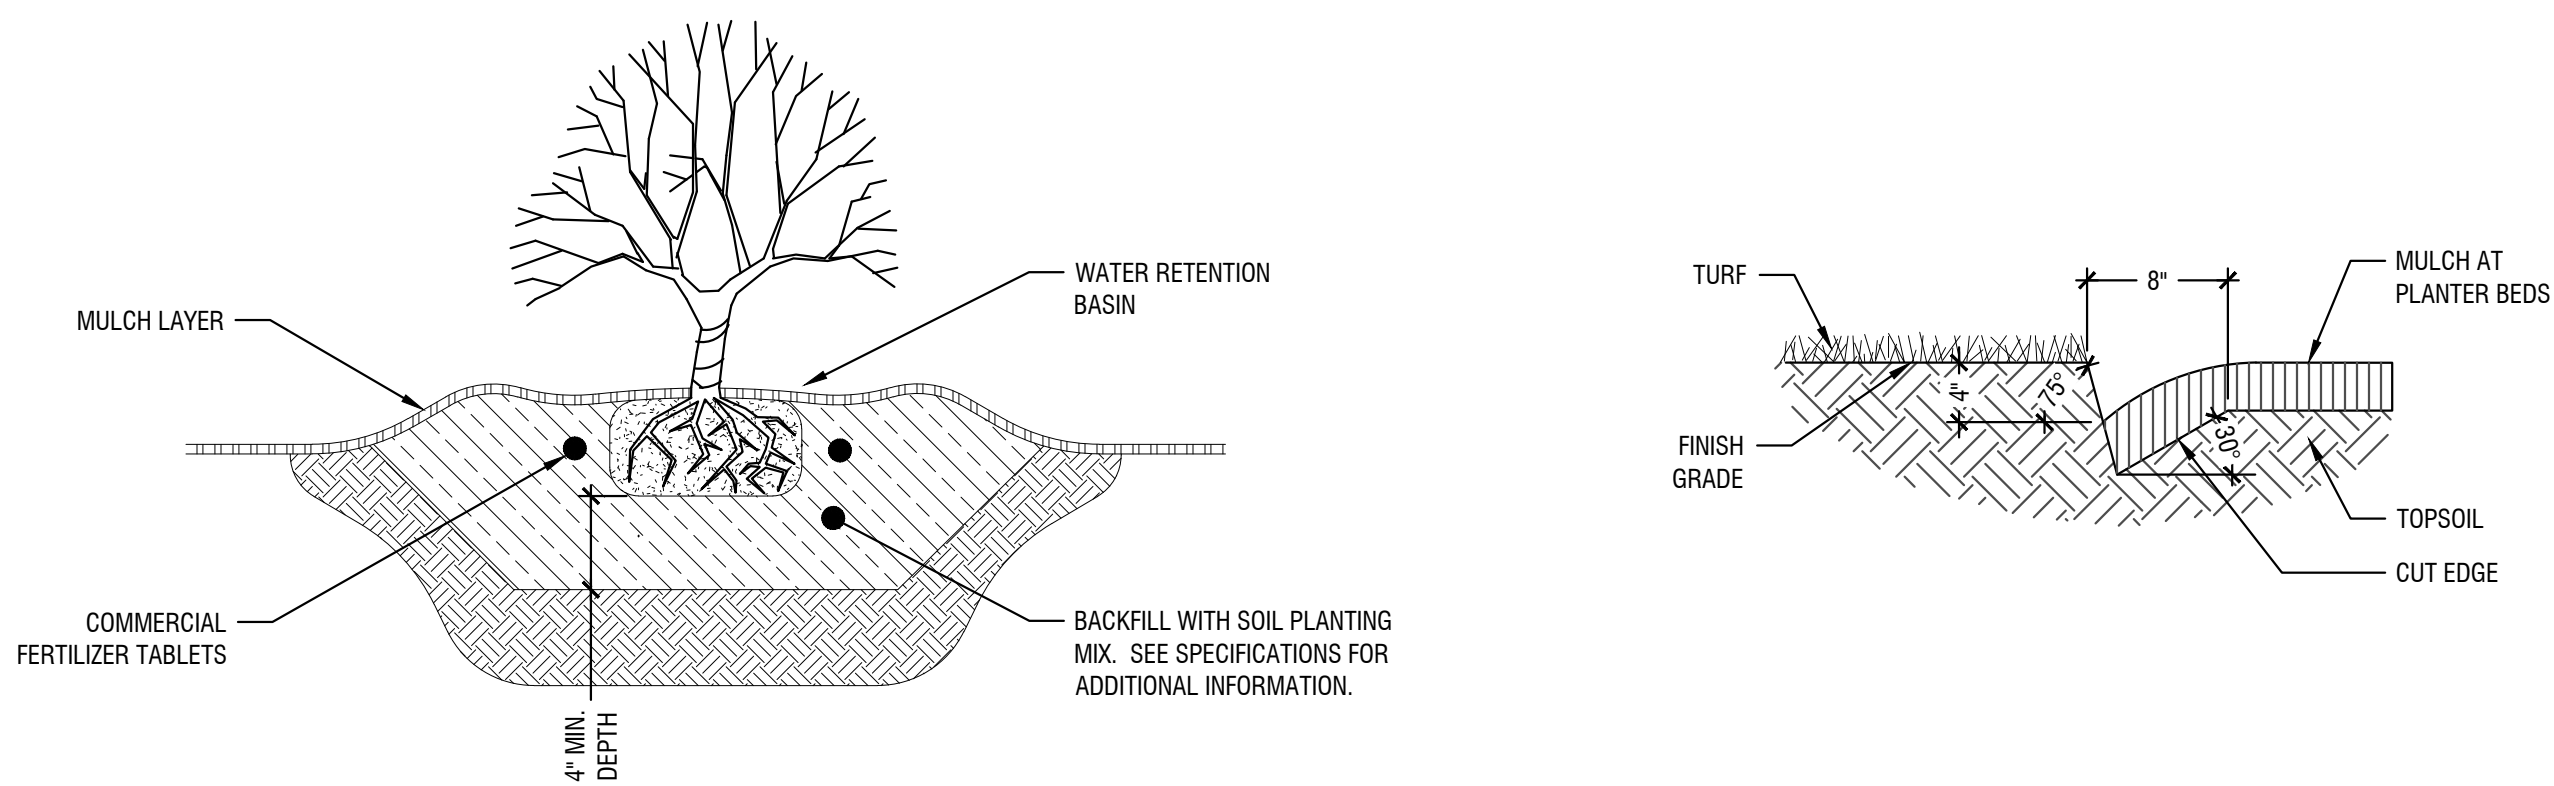 WATER RETENTION
BASIN
MULCH LAYER
COMMERCIAL
FERTILIZER TABLETS
BACKFILL WITH SOIL PLANTING
MIX.  SEE SPECIFICATIONS FOR
ADDITIONAL INFORMATION.
4" MIN.
DEPTH
TURF
8"
MULCH AT
PLANTER BEDS
4"
75°
30°
FINISH
GRADE
TOPSOIL
CUT EDGE